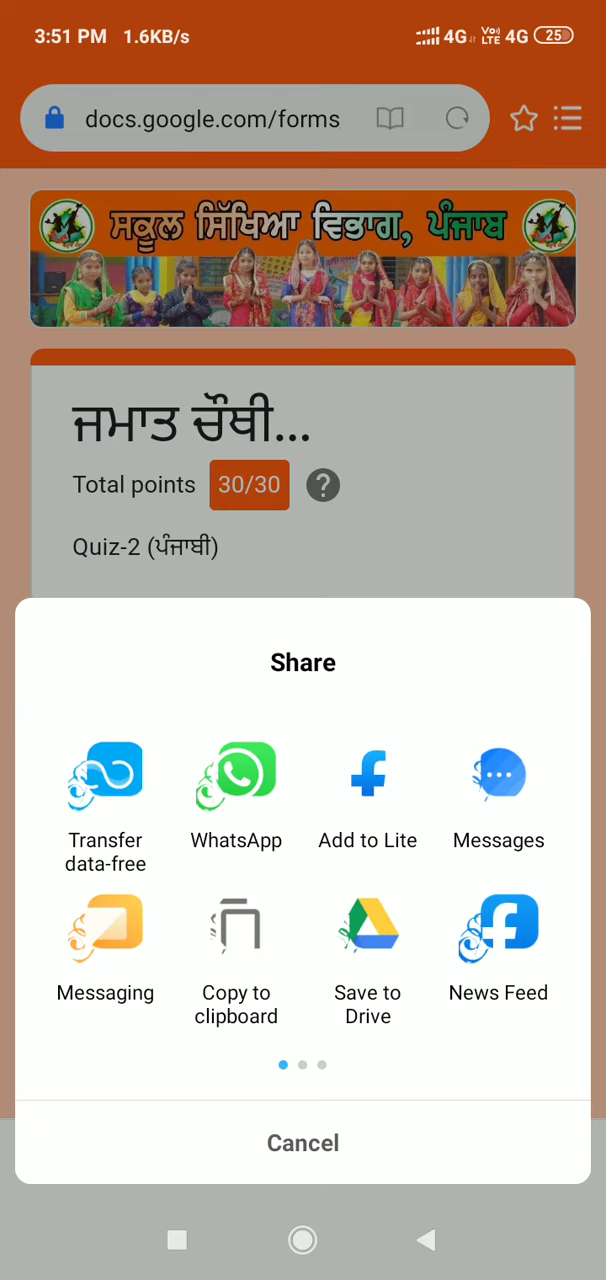 3:51 PM 1.6KB/s 4G Vo) LTE 4G 25
docs.google.com/forms
ਸਕੂਲ ਸਿੱਖਿਆ ਵਿਭਾਗ, ਪੰਜਾਬ
ਜਮਾਤ ਚੌਥੀ...
Total points 30/30 ?
Quiz-2 (ਪੰਜਾਬੀ)
Share
Transfer data-free
WhatsApp
Add to Lite
Messages
Messaging
Copy to clipboard
Save to Drive
News Feed
Cancel